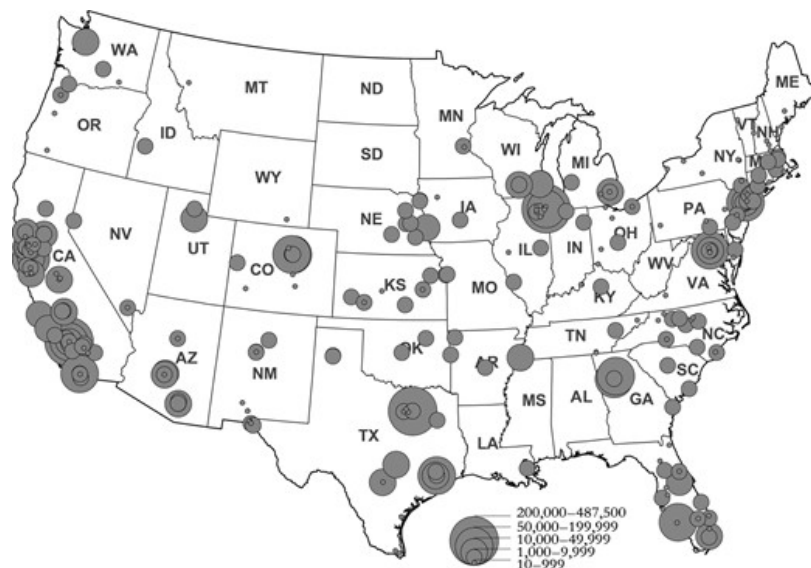 WA
MT
ND
MN
ME
VT
NH
OR
ID
SD
WI
MI
NY
M
WY
IA
PA
NE
NV
UT
IL
IN
OH
CA
CO
WV
KS
MO
VA
KY
NC
TN
AZ
NM
OK
AR
SC
MS
AL
GA
TX
LA
200,000–487,500
50,000–199,999
10,000–49,999
1,000–9,999
10–999